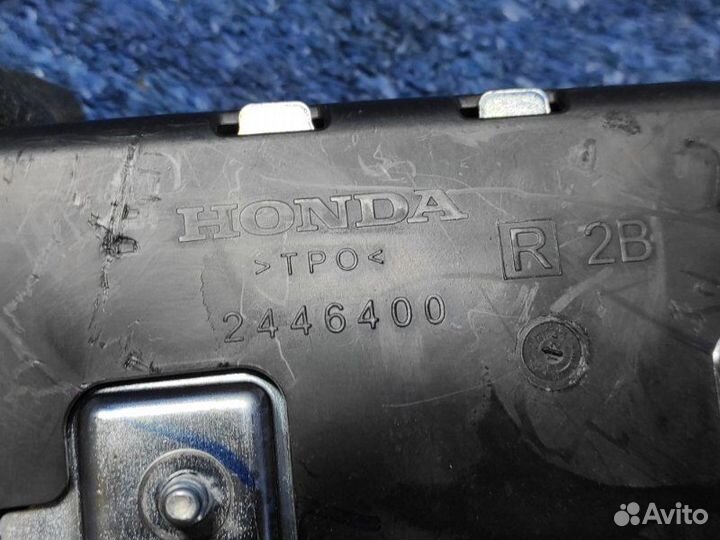 HONDA
>TPO<
R 2B
2446400
Avito